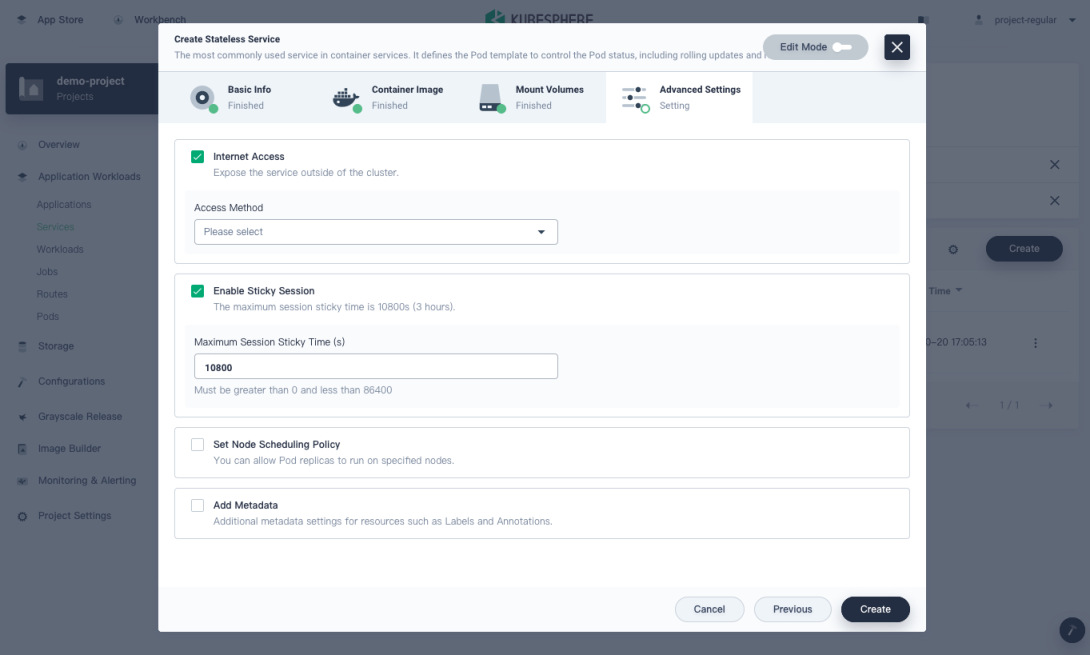 App Store
Workbench
KUBESPHERE
project-regular
demo-project
Projects
Overview
Application Workloads
Applications
Services
Workloads
Jobs
Routes
Pods
Storage
Configurations
Grayscale Release
Image Builder
Monitoring & Alerting
Project Settings
Create Stateless Service
The most commonly used service in container services. It defines the Pod template to control the Pod status, including rolling updates and
Edit Mode
Basic Info
Finished
Container Image
Finished
Mount Volumes
Finished
Advanced Settings
Setting
Internet Access
Expose the service outside of the cluster.
Access Method
Please select
Enable Sticky Session
The maximum session sticky time is 10800s (3 hours).
Maximum Session Sticky Time (s)
10800
Must be greater than 0 and less than 86400
Set Node Scheduling Policy
You can allow Pod replicas to run on specified nodes.
Add Metadata
Additional metadata settings for resources such as Labels and Annotations.
Cancel
Previous
Create
Create
Time
0-20 17:05:13
1 / 1